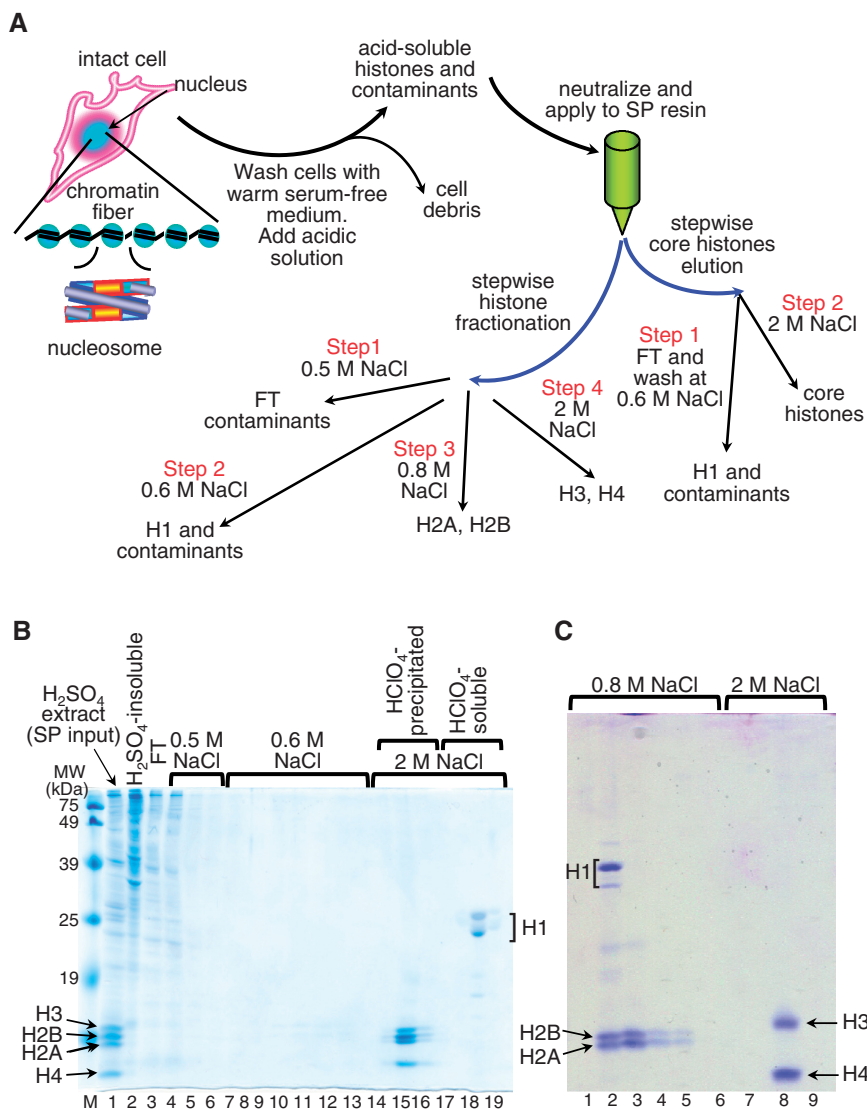 A
intact cell
nucleus
chromatin
fiber
nucleosome
Wash cells with
warm serum-free
medium.
Add acidic
solution
acid-soluble
histones and
contaminants
cell
debris
neutralize and
apply to SP resin
stepwise
core histones
elution
stepwise
histone
fractionation
Step1
0.5 M NaCl
FT
contaminants
Step 2
0.6 M NaCl
H1 and
contaminants
Step 3
0.8 M
NaCl
H2A, H2B
Step 4
2 M
NaCl
H3, H4
Step 1
FT and
wash at
0.6 M NaCl
H1 and
contaminants
Step 2
2 M NaCl
core
histones
B
H₂SO₄
extract
(SP input)
H₂SO₄-insoluble
FT
0.5 M
NaCl
0.6 M
NaCl
HClO₄-
precipitated
HClO₄-
soluble
2 M NaCl
MW
(kDa)
75
49
39
25
19
H3
H2B
H2A
H4
H1
M 1 2 3 4 5 6 7 8 9 10 11 12 13 14 15 16 17 18 19
C
0.8 M NaCl
2 M NaCl
H1
H2B
H2A
H3
H4
1 2 3 4 5 6 7 8 9